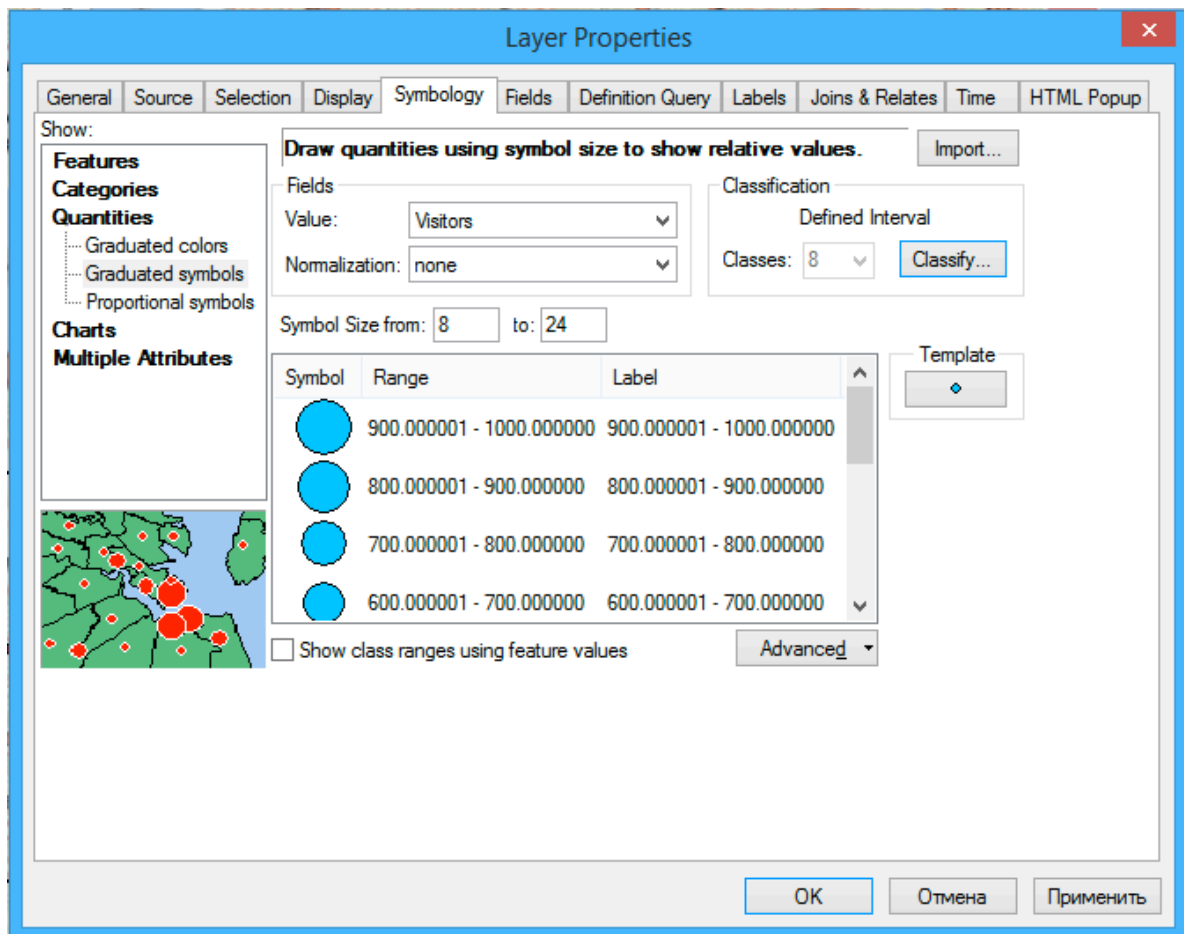 Layer Properties
General Source Selection Display Symbology Fields Definition Query Labels Joins & Relates Time HTML Popup
Show:
Features
Categories
Quantities
Graduated colors
Graduated symbols
Proportional symbols
Charts
Multiple Attributes
Draw quantities using symbol size to show relative values.
Import...
Fields
Value: Visitors
Normalization: none
Classification
Defined Interval
Classes: 8 Classify...
Symbol Size from: 8 to: 24
Symbol Range Label
900.000001 - 1000.000000 900.000001 - 1000.000000
800.000001 - 900.000000 800.000001 - 900.000000
700.000001 - 800.000000 700.000001 - 800.000000
600.000001 - 700.000000 600.000001 - 700.000000
Template
Show class ranges using feature values
Advanced
OK Отмена Применить